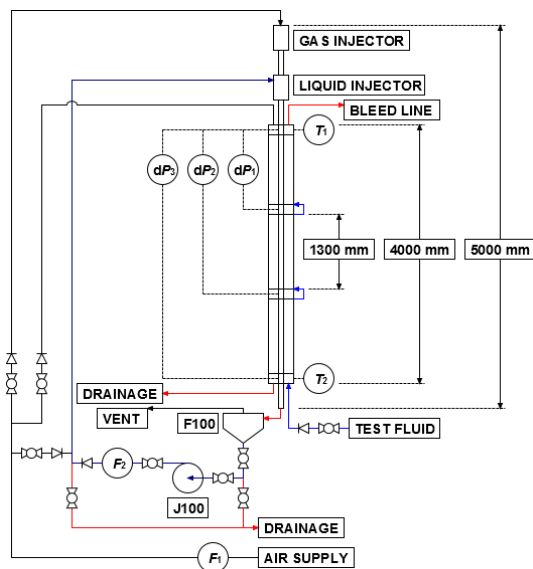 GAS INJECTOR
LIQUID INJECTOR
BLEED LINE
T1
dP3
dP2
dP1
1300 mm
4000 mm
5000 mm
T2
DRAINAGE
VENT
F100
TEST FLUID
F2
J100
DRAINAGE
F1
AIR SUPPLY